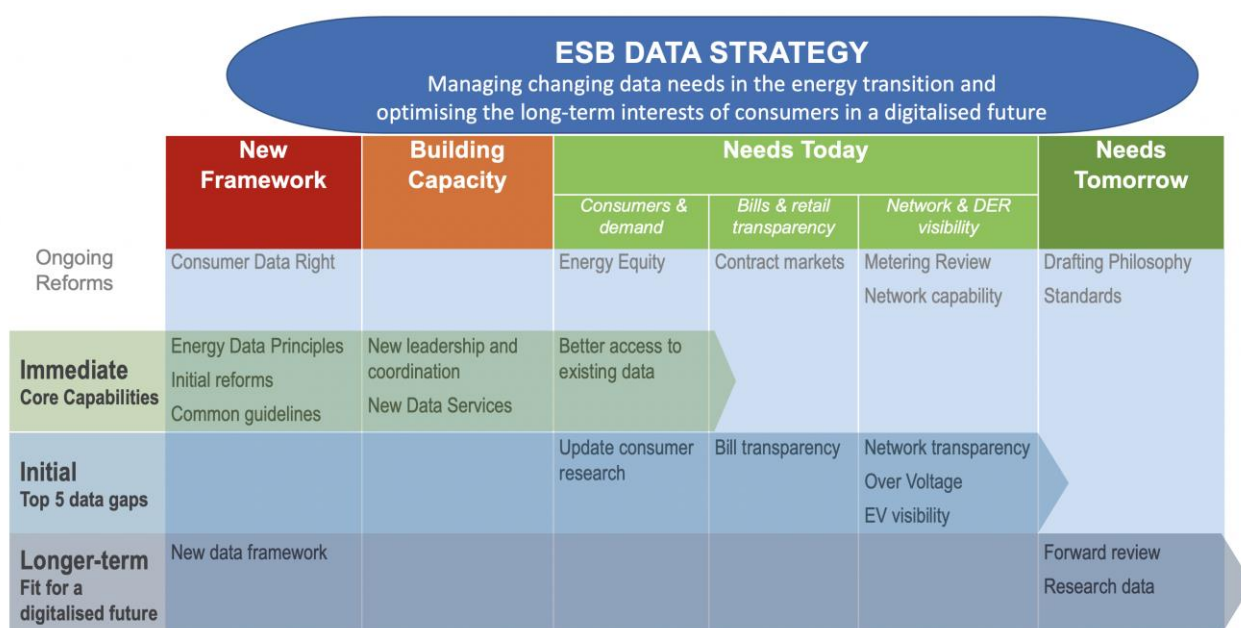 ESB DATA STRATEGY
Managing changing data needs in the energy transition and
optimising the long-term interests of consumers in a digitalised future
New
Framework
Building
Capacity
Needs Today
Needs
Tomorrow
Consumers &
demand
Bills & retail
transparency
Network & DER
visibility
Ongoing
Reforms
Consumer Data Right
Energy Equity
Contract markets
Metering Review
Network capability
Drafting Philosophy
Standards
Immediate
Core Capabilities
Energy Data Principles
Initial reforms
Common guidelines
New leadership and
coordination
New Data Services
Better access to
existing data
Initial
Top 5 data gaps
Update consumer
research
Bill transparency
Network transparency
Over Voltage
EV visibility
Longer-term
Fit for a
digitalised future
New data framework
Forward review
Research data